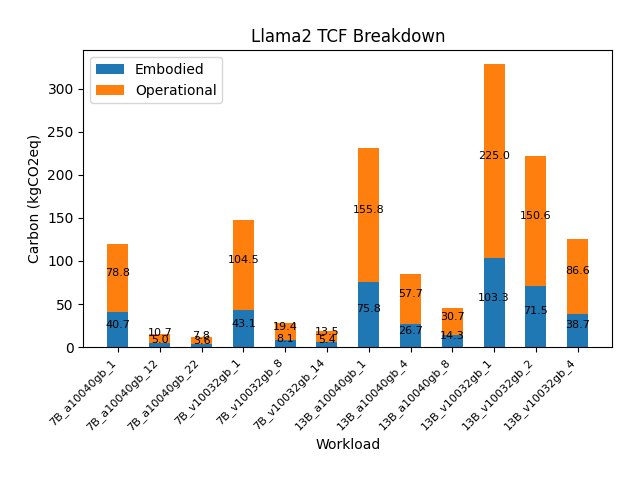 Llama2 TCF Breakdown
Embodied
Operational
Carbon (kgCO2eq)
300
250
200
150
100
50
0
78.8
40.7
10.7
5.0
7.8
3.6
104.5
43.1
19.4
8.1
13.5
5.4
155.8
75.8
57.7
26.7
30.7
14.3
225.0
103.3
150.6
71.5
86.6
38.7
7B_a10040gb_1
7B_a10040gb_12
7B_a10040gb_22
7B_v10032gb_1
7B_v10032gb_8
7B_v10032gb_14
13B_a10040gb_1
13B_a10040gb_4
13B_a10040gb_8
13B_v10032gb_1
13B_v10032gb_2
13B_v10032gb_4
Workload